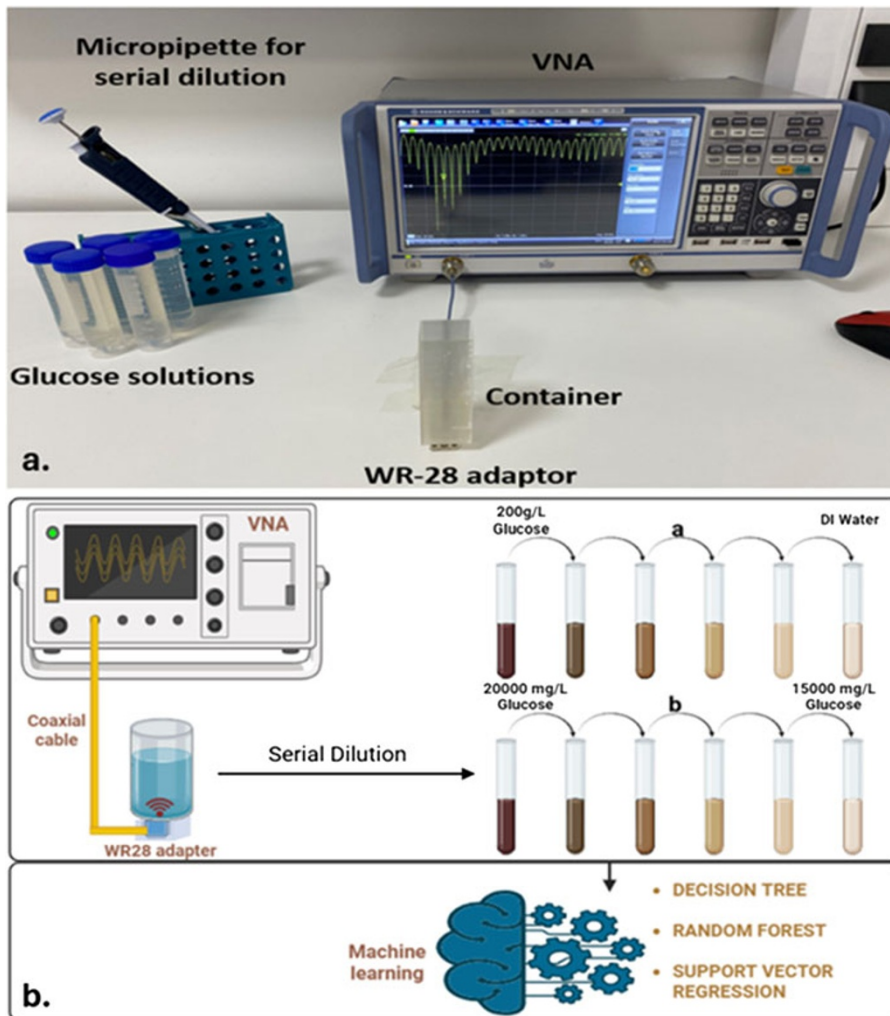 Micropipette for
serial dilution
VNA
Glucose solutions
Container
WR-28 adaptor
a.
VNA
200g/L
Glucose
a
DI Water
20000 mg/L
Glucose
b
15000 mg/L
Glucose
Coaxial
cable
Serial Dilution
WR28 adapter
Machine
learning
• DECISION TREE
• RANDOM FOREST
• SUPPORT VECTOR
REGRESSION
b.